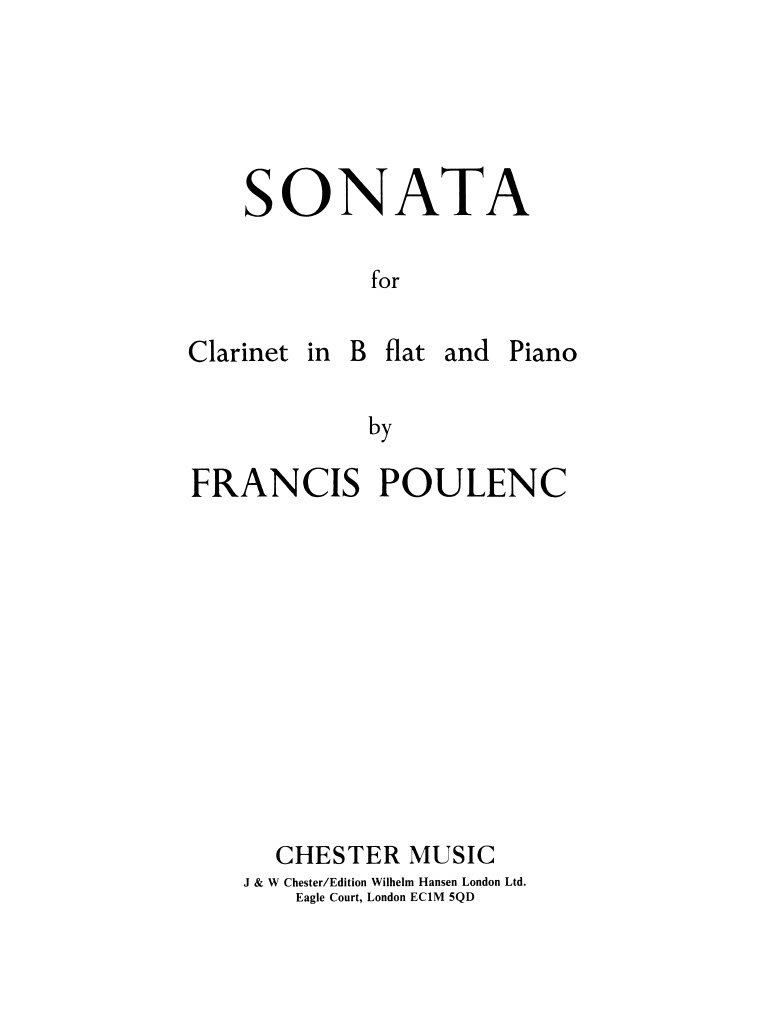 SONATA
for
Clarinet in B flat and Piano
by
FRANCIS POULENC
CHESTER MUSIC
J & W Chester/Edition Wilhelm Hansen London Ltd.
Eagle Court, London EC1M 5QD